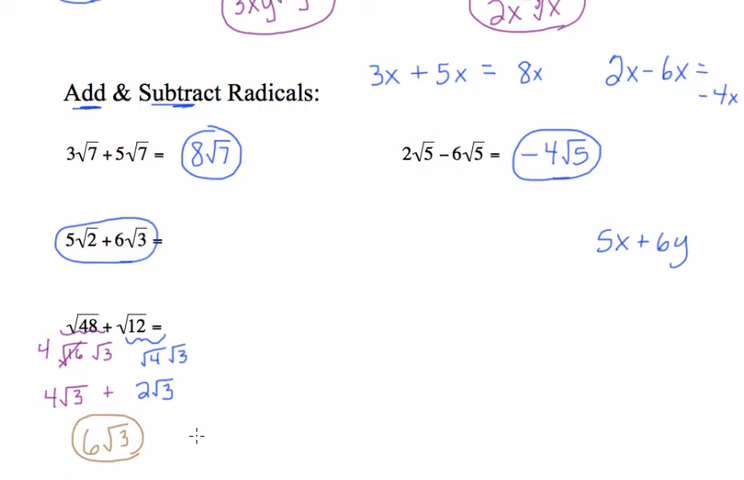 3xy
2x ∛x
3x + 5x = 8x
2x - 6x =
- 4x
Add & Subtract Radicals:
3√7 + 5√7 = 8√7
2√5 - 6√5 = -4√5
5√2 + 6√3 =
5x + 6y
√48 + √12 =
4 √16 √3 √4 √3
4√3 + 2√3
6√3